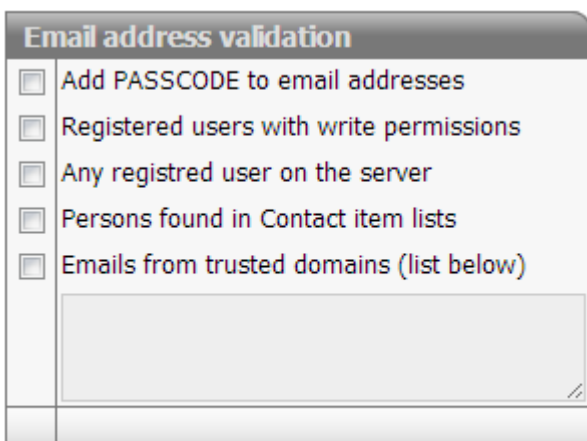 Email address validation
Add PASSCODE to email addresses
Registered users with write permissions
Any registred user on the server
Persons found in Contact item lists
Emails from trusted domains (list below)